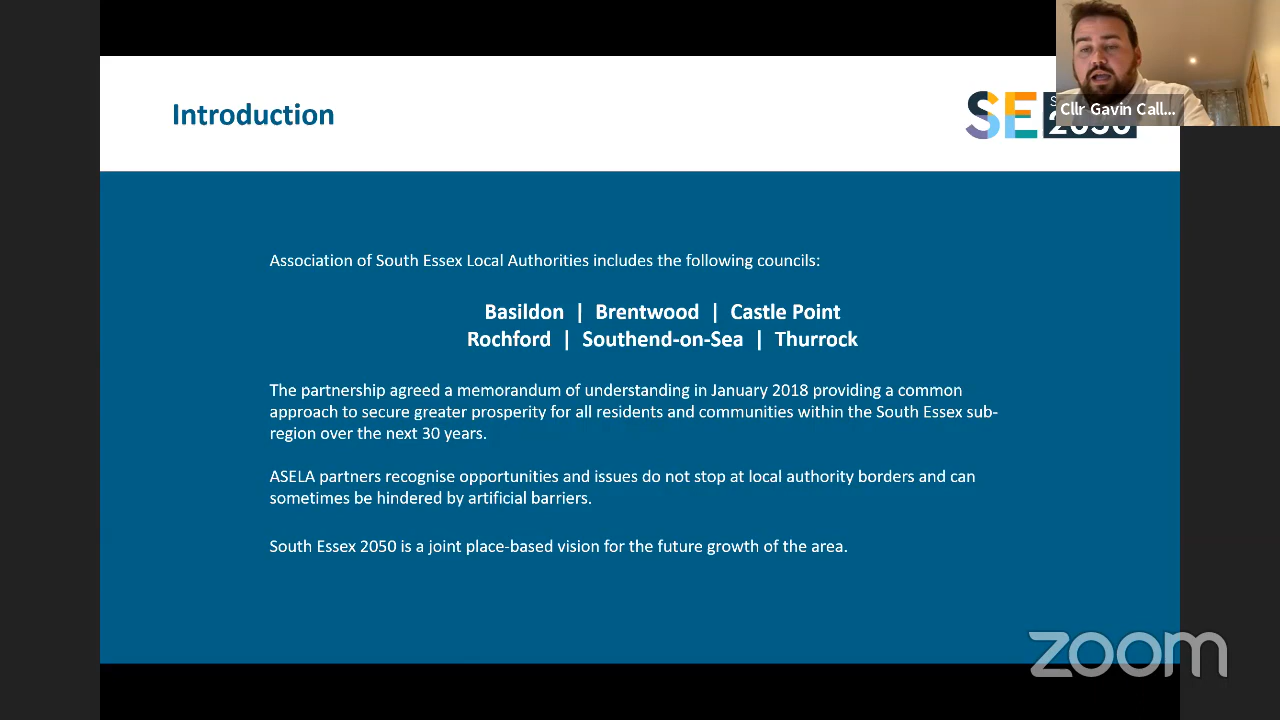 Introduction
SE
2050
Cllr Gavin Call...
Association of South Essex Local Authorities includes the following councils:
Basildon | Brentwood | Castle Point
Rochford | Southend-on-Sea | Thurrock
The partnership agreed a memorandum of understanding in January 2018 providing a common
approach to secure greater prosperity for all residents and communities within the South Essex sub-
region over the next 30 years.
ASELA partners recognise opportunities and issues do not stop at local authority borders and can
sometimes be hindered by artificial barriers.
South Essex 2050 is a joint place-based vision for the future growth of the area.
zoom